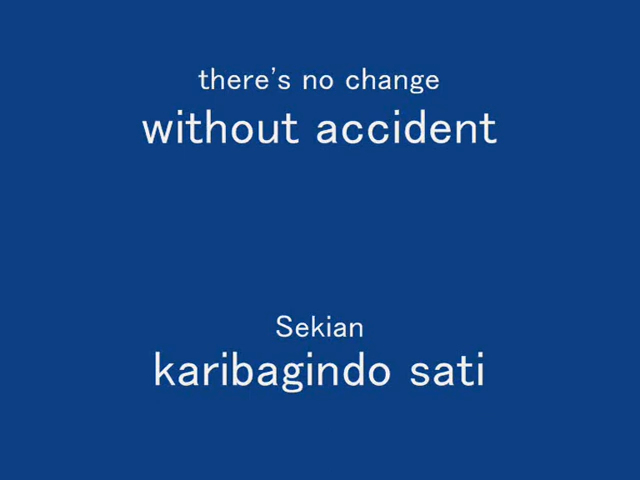 there's no change
without accident
Sekian
karibagindo sati